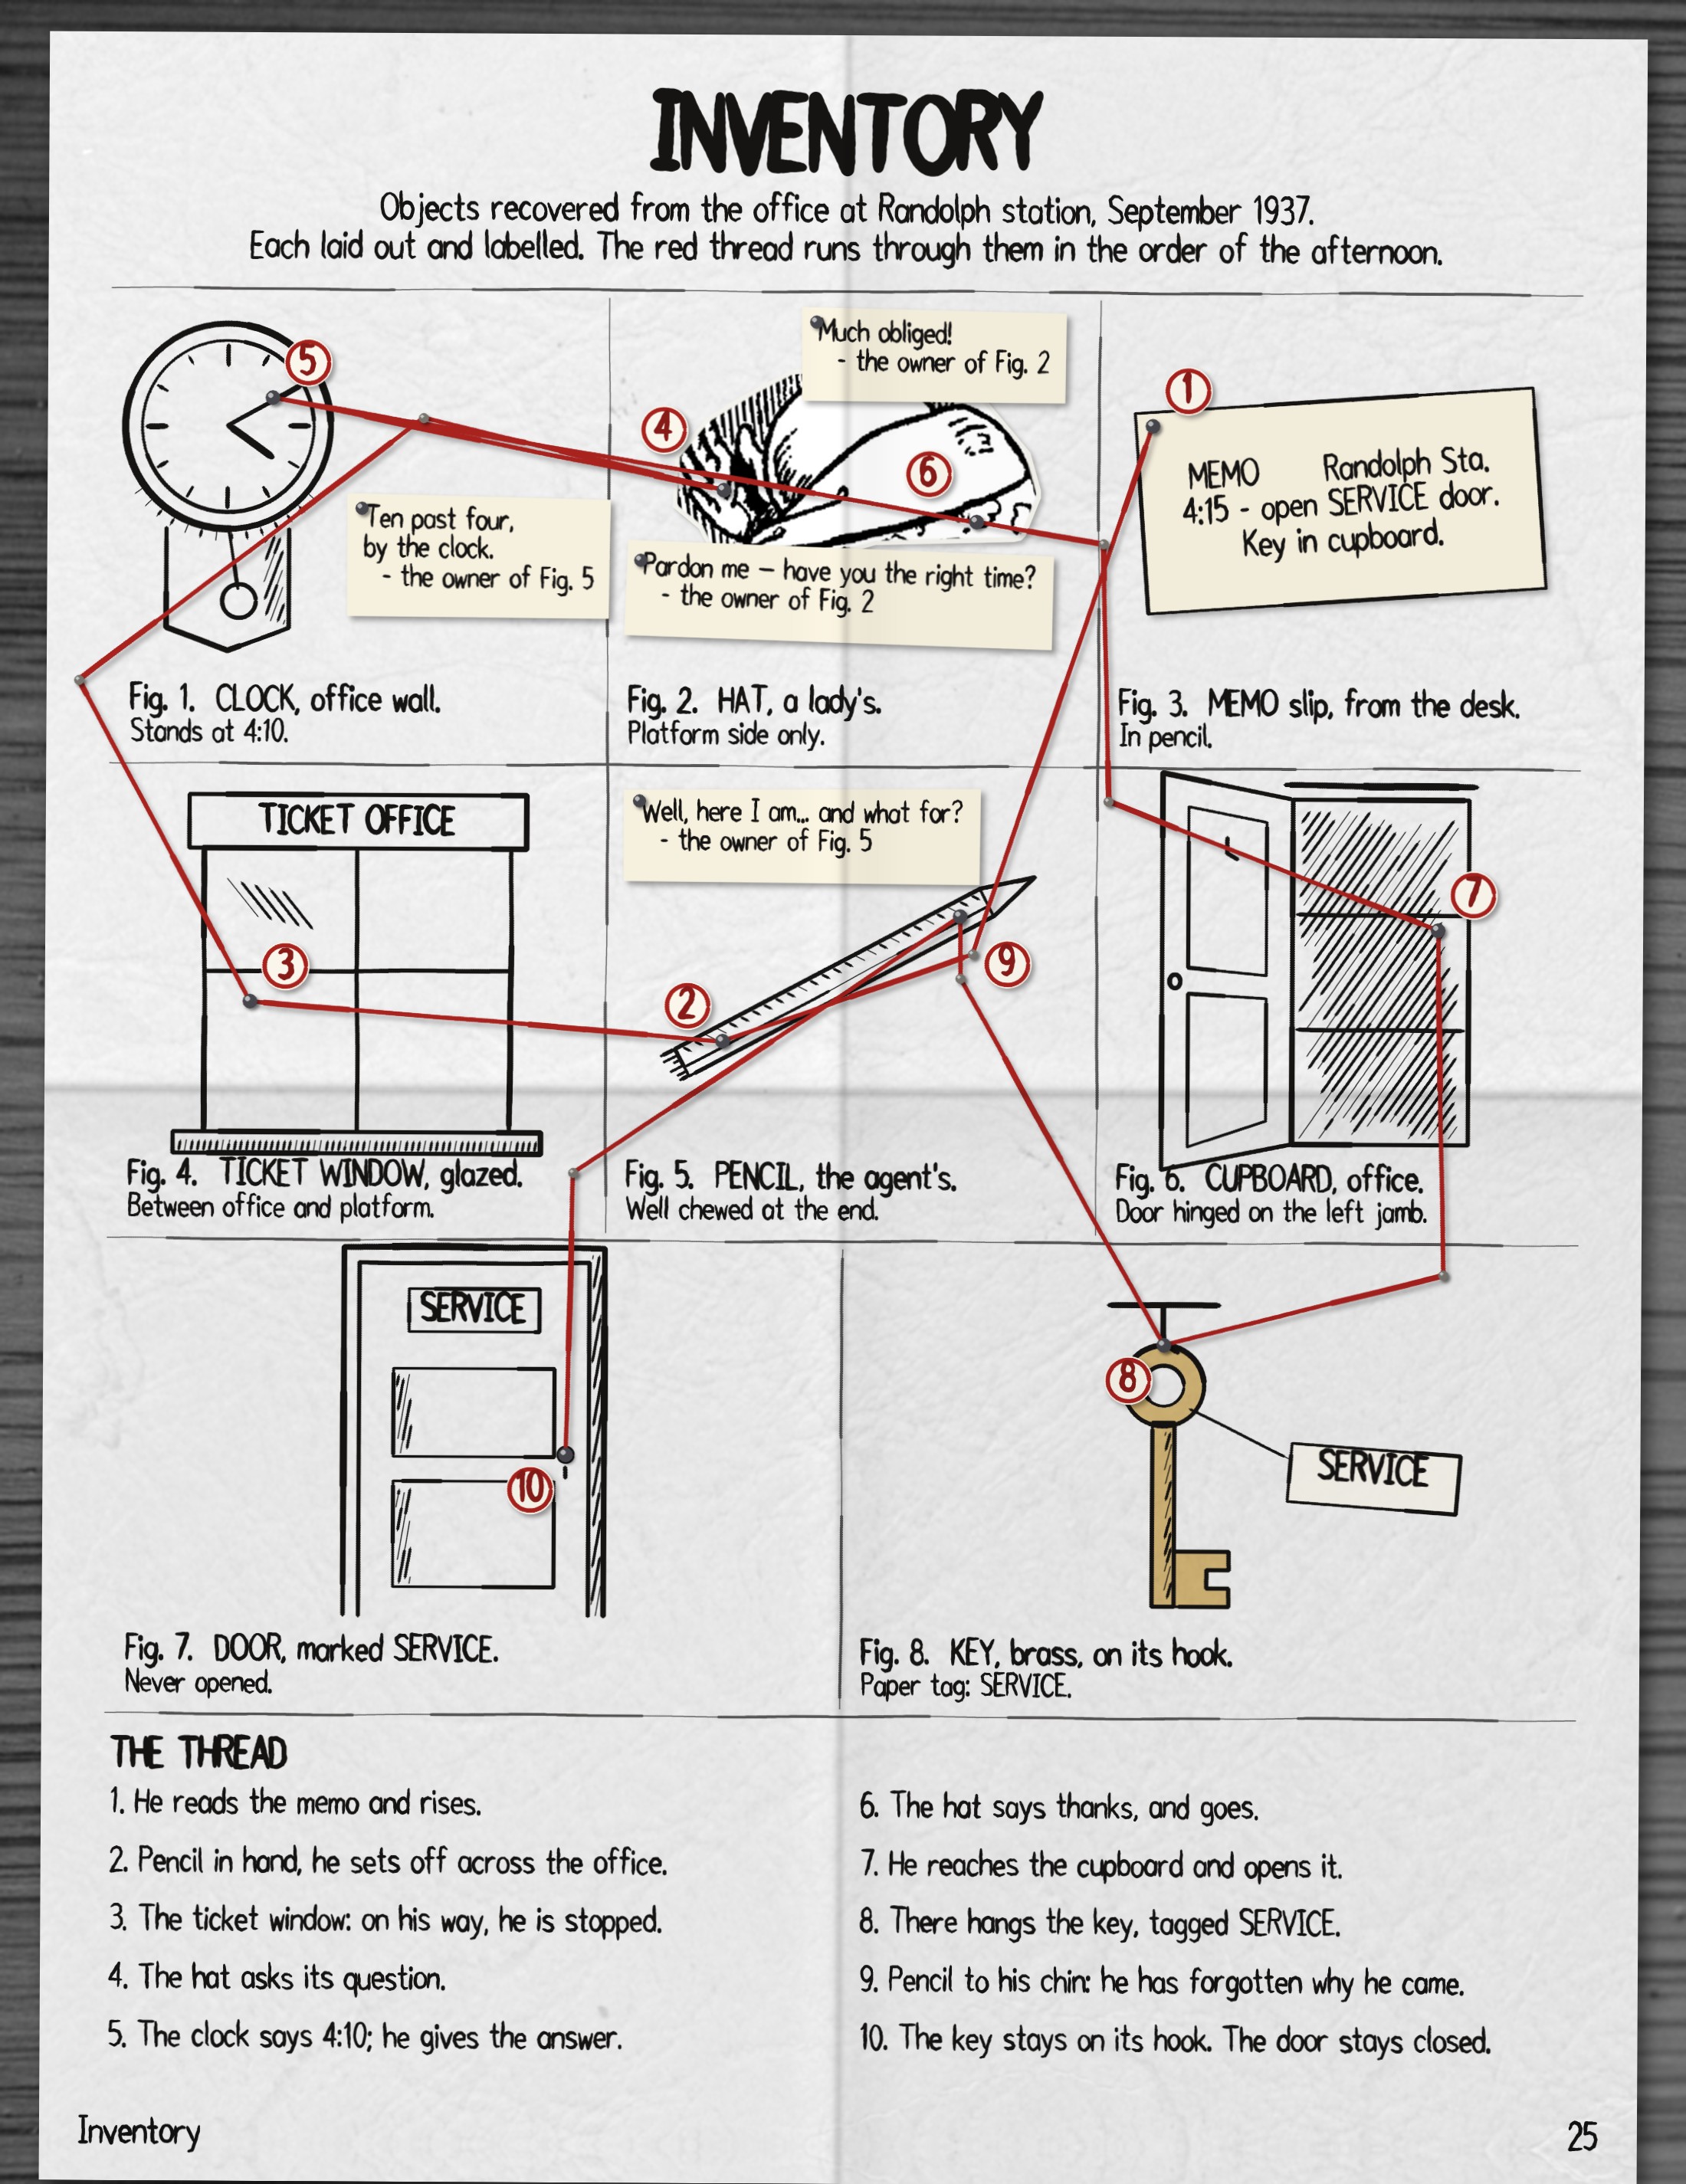 INVENTORY
Objects recovered from the office at Randolph station, September 1937.
Each laid out and labelled. The red thread runs through them in the order of the afternoon.
5
Ten past four,
by the clock.
- the owner of Fig. 5
Fig. 1. CLOCK, office wall.
Stands at 4:10.
Much obliged!
- the owner of Fig. 2
4
6
Pardon me – have you the right time?
- the owner of Fig. 2
Fig. 2. HAT, a lady's.
Platform side only.
1
MEMO Randolph Sta.
4:15 - open SERVICE door.
Key in cupboard.
Fig. 3. MEMO slip, from the desk.
In pencil.
TICKET OFFICE
3
Fig. 4. TICKET WINDOW, glazed.
Between office and platform.
Well, here I am... and what for?
- the owner of Fig. 5
2
9
Fig. 5. PENCIL, the agent's.
Well chewed at the end.
7
Fig. 6. CUPBOARD, office.
Door hinged on the left jamb.
SERVICE
10
Fig. 7. DOOR, marked SERVICE.
Never opened.
8
SERVICE
Fig. 8. KEY, brass, on its hook.
Paper tag: SERVICE.
THE THREAD
1. He reads the memo and rises.
2. Pencil in hand, he sets off across the office.
3. The ticket window: on his way, he is stopped.
4. The hat asks its question.
5. The clock says 4:10; he gives the answer.
6. The hat says thanks, and goes.
7. He reaches the cupboard and opens it.
8. There hangs the key, tagged SERVICE.
9. Pencil to his chin: he has forgotten why he came.
10. The key stays on its hook. The door stays closed.
Inventory
25